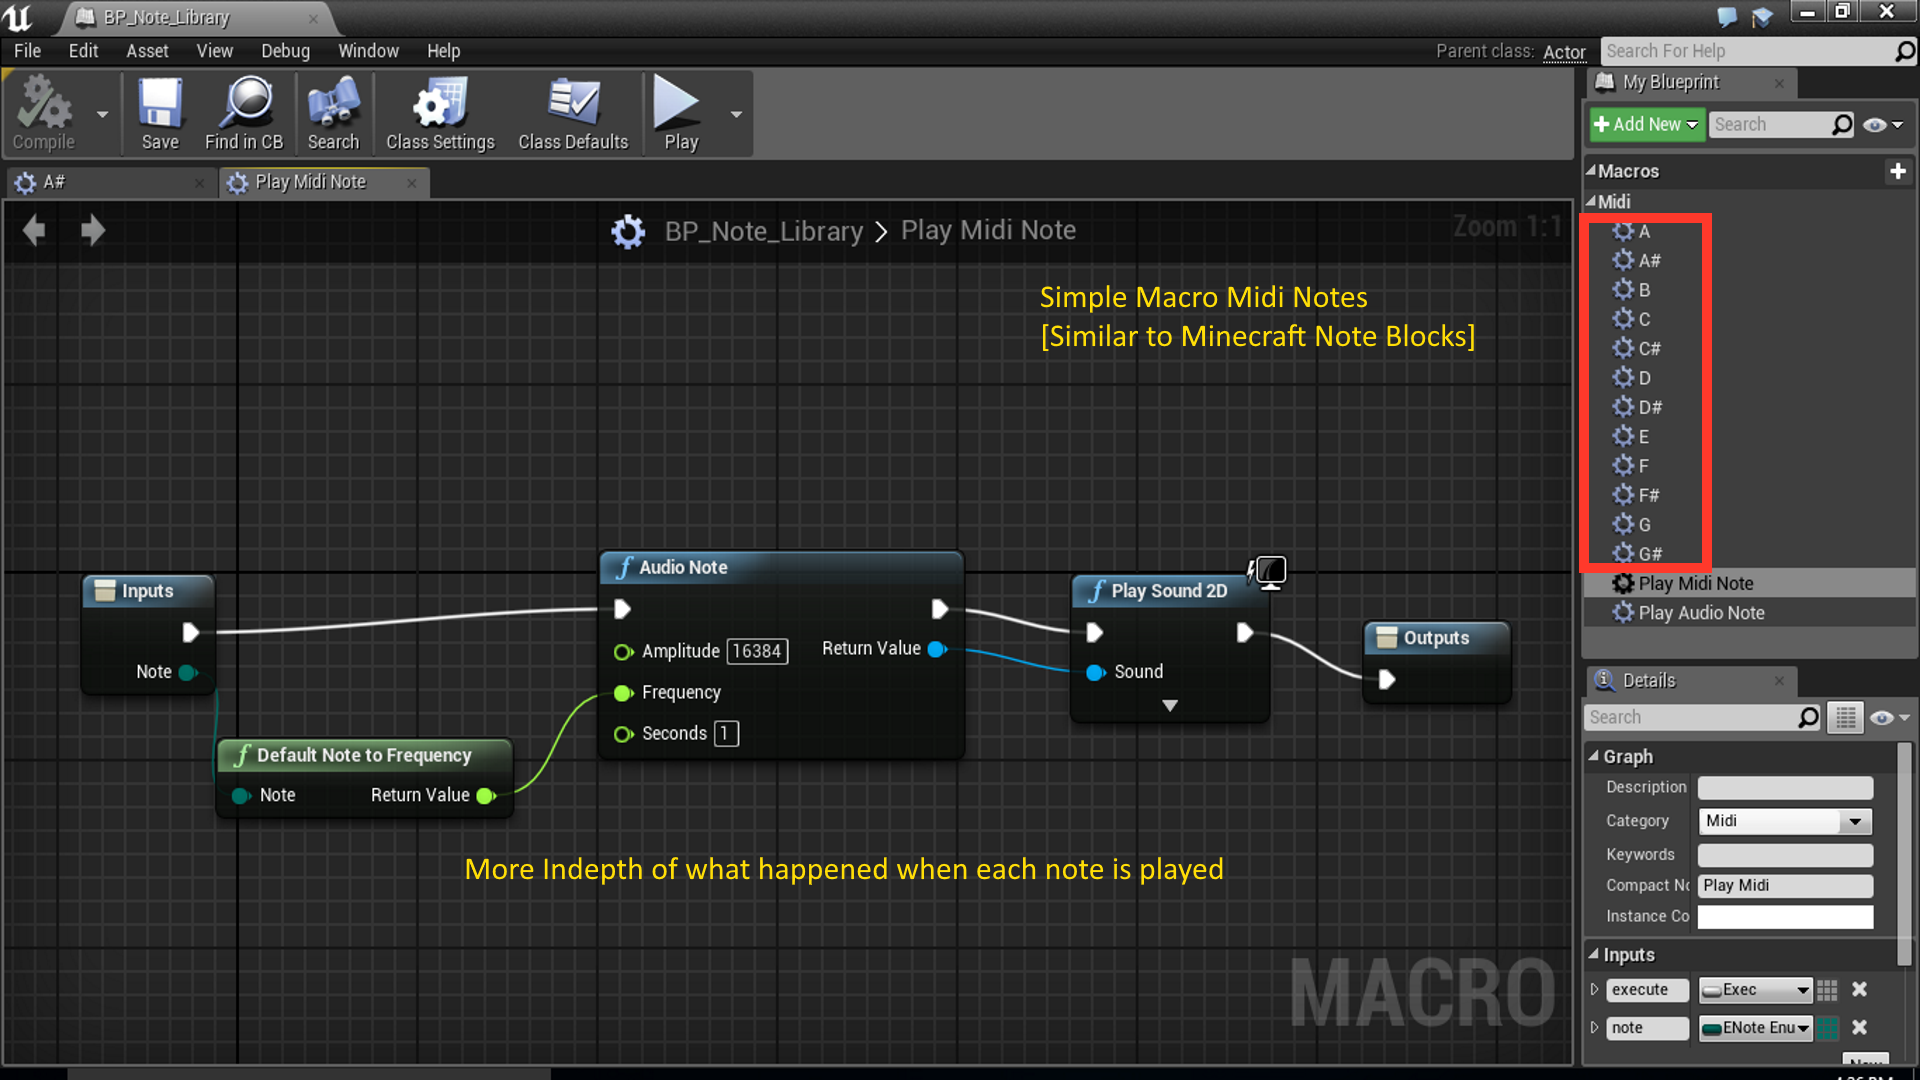 BP_Note_Library
File Edit Asset View Debug Window Help
Parent class: Actor
Search For Help
Compile
Save
Find in CB
Search
Class Settings
Class Defaults
Play
My Blueprint
Add New
Search
Macros
Midi
A
A#
B
C
C#
D
D#
E
F
F#
G
G#
Play Midi Note
Play Audio Note
A#
Play Midi Note
BP_Note_Library > Play Midi Note
Zoom 1:1
Simple Macro Midi Notes
[Similar to Minecraft Note Blocks]
Inputs
Note
Default Note to Frequency
Note Return Value
Audio Note
Amplitude 16384 Return Value
Frequency
Seconds 1
Play Sound 2D
Sound
Outputs
More Indepth of what happened when each note is played
MACRO
Details
Search
Graph
Description
Category Midi
Keywords
Compact No Play Midi
Instance Co
Inputs
execute Exec
note ENote Enu